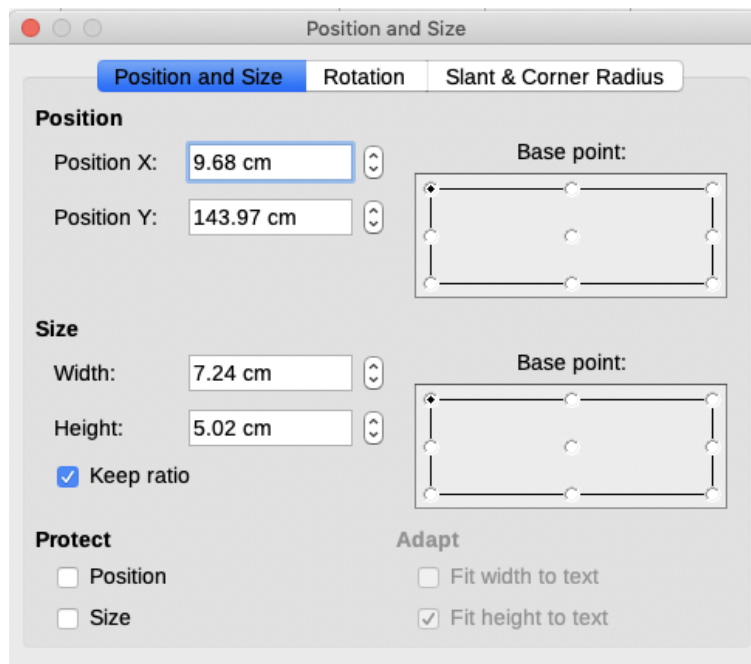 Position and Size
Position and Size Rotation Slant & Corner Radius
Position
Position X: 9.68 cm
Base point:
Position Y: 143.97 cm
Size
Width: 7.24 cm
Base point:
Height: 5.02 cm
Keep ratio
Protect
Adapt
Position
Fit width to text
Size
Fit height to text